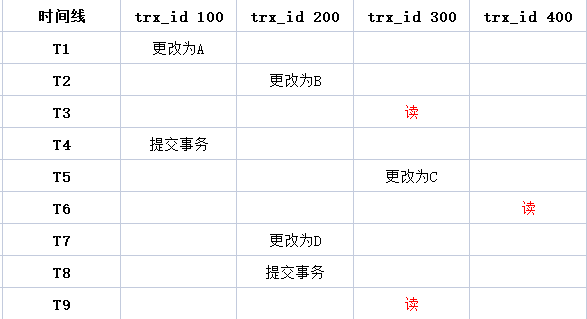 时间线 trx_id 100 trx_id 200 trx_id 300 trx_id 400
T1 更改为A
T2 更改为B
T3 读
T4 提交事务
T5 更改为C
T6 读
T7 更改为D
T8 提交事务
T9 读